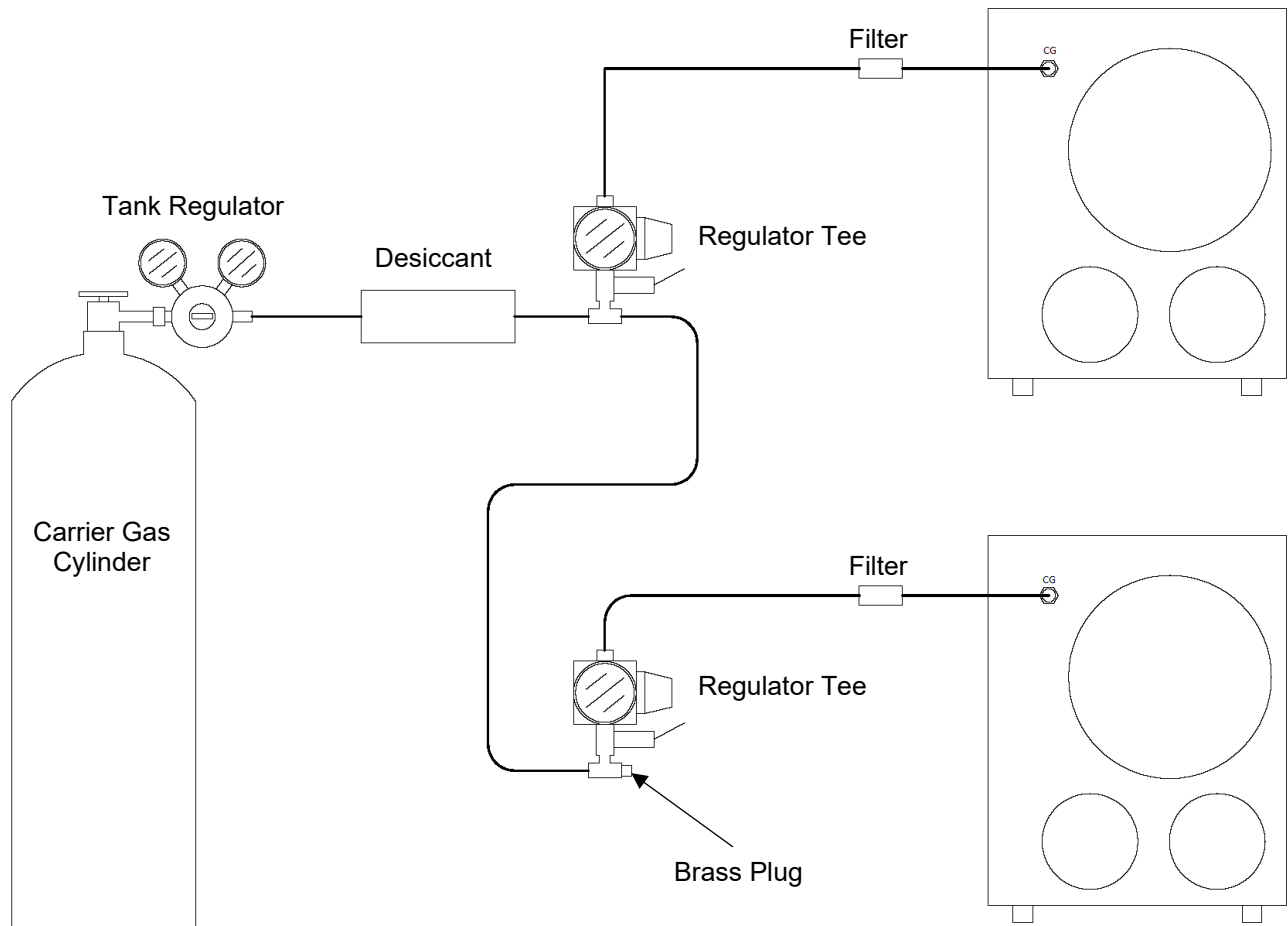 Filter
CG
Tank Regulator
Regulator Tee
Desiccant
Carrier Gas
Cylinder
Filter
CG
Regulator Tee
Brass Plug